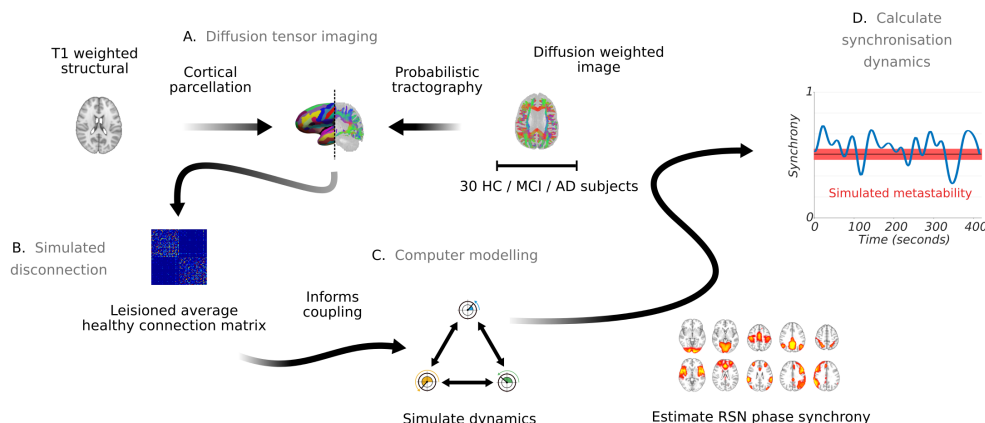 A. Diffusion tensor imaging
T1 weighted
structural
Cortical
parcellation
Probabilistic
tractography
Diffusion weighted
image
30 HC / MCI / AD subjects
B. Simulated
disconnection
Leisioned average
healthy connection matrix
Informs
coupling
C. Computer modelling
Simulate dynamics
Estimate RSN phase synchrony
D. Calculate
synchronisation
dynamics
1
Synchrony
Simulated metastability
0
0 100 200 300 400
Time (seconds)